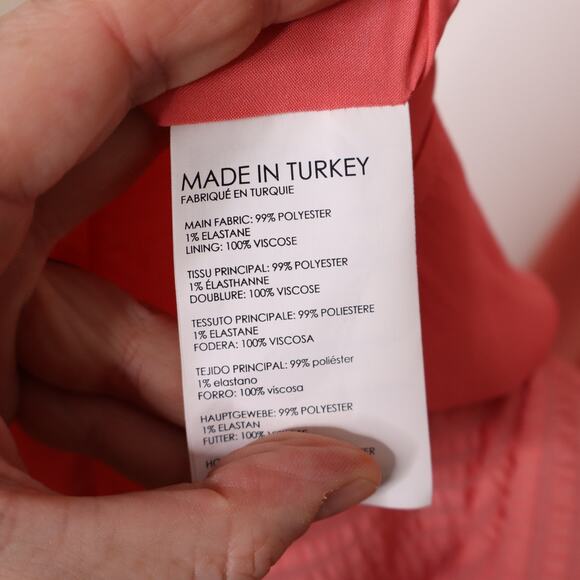 MADE IN TURKEY
FABRIQUÉ EN TURQUIE
MAIN FABRIC: 99% POLYESTER
1% ELASTANE
LINING: 100% VISCOSE
TISSU PRINCIPAL: 99% POLYESTER
1% ÉLASTHANNE
DOUBLURE: 100% VISCOSE
TESSUTO PRINCIPALE: 99% POLIESTERE
1% ELASTANE
FODERA: 100% VISCOSA
TEJIDO PRINCIPAL: 99% poliéster
1% elastano
FORRO: 100% viscosa
HAUPTGEWEBE: 99% POLYESTER
1% ELASTAN
FUTTER: 100%